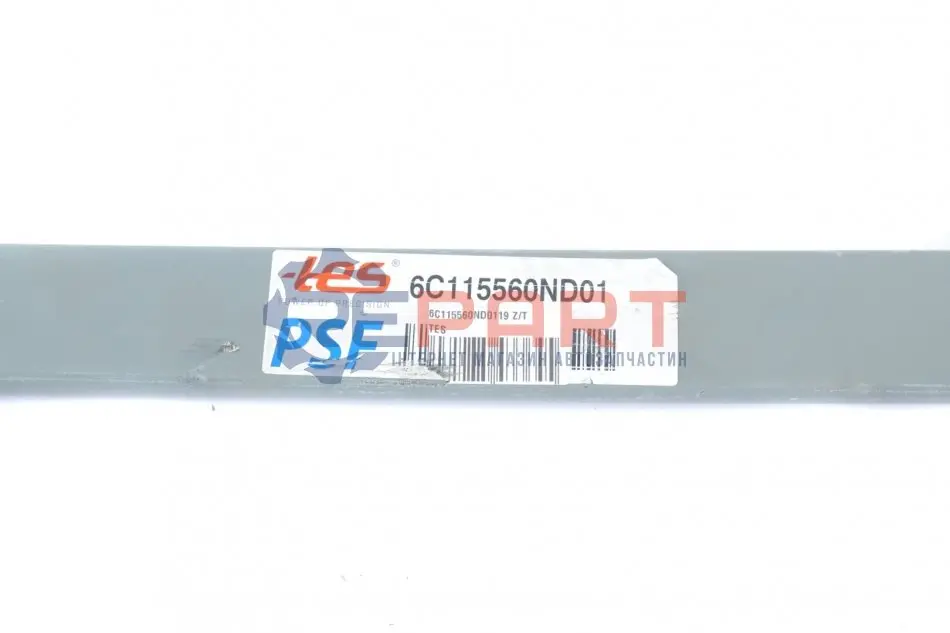 tes®
POWER OF PRECISION
6C115560ND01
6C115560ND0119 Z/T
TES
PSF
REPART
ІНТЕРНЕТ МАГАЗИН АВТОЗАПЧАСТИН